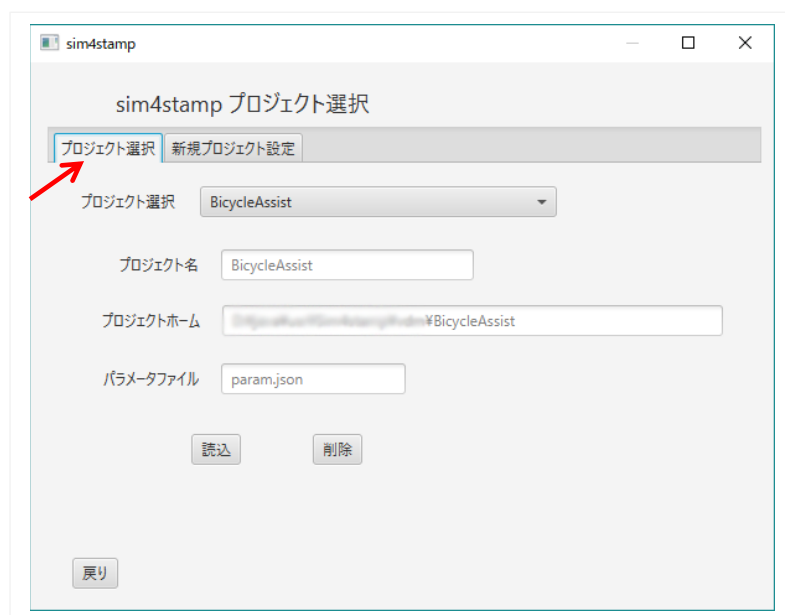 sim4stamp
sim4stamp プロジェクト選択
プロジェクト選択 新規プロジェクト設定
プロジェクト選択 BicycleAssist
プロジェクト名 BicycleAssist
プロジェクトホーム ¥BicycleAssist
パラメータファイル param.json
読込 削除
戻り